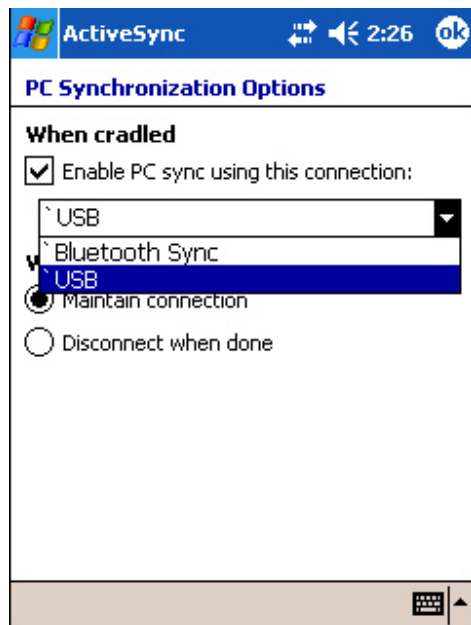 ActiveSync 2:26 ok
PC Synchronization Options
When cradled
Enable PC sync using this connection:
`USB
`Bluetooth Sync
`USB
Maintain connection
Disconnect when done